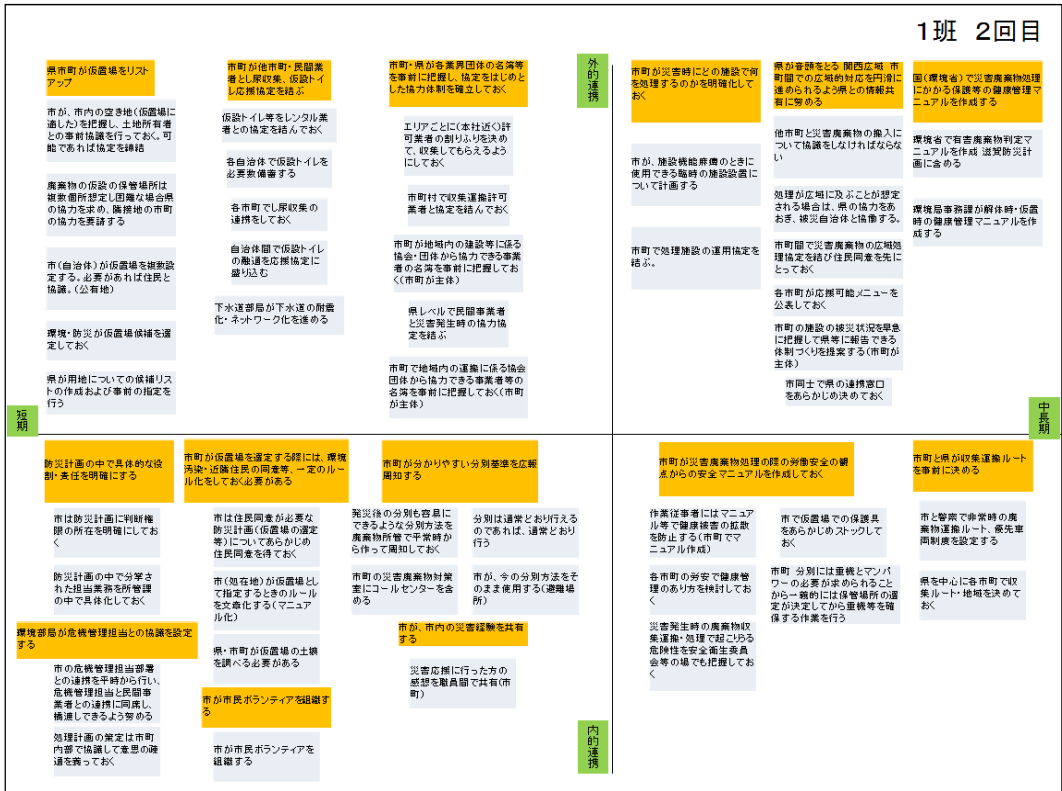 1班 2回目
外的連携
県市町が仮置場をリスト
アップ
市が、市内の空き地(仮置場に
適した)を把握し、土地所有者
との事前協議を行っておく。可
能であれば協定を締結
廃棄物の仮設の保管場所は
複数個所想定し困難な場合県
の協力を求め、隣接地の市町
の協力を要請する
市(自治体)が仮置場を複数設
定する。必要があれば住民と
協議。(公有地)
環境・防災が仮置場候補を選
定しておく
県が用地についての候補リス
トの作成および事前の指定を
行う
市町が他市町・民間業
者とし尿収集、仮設トイ
レ応援協定を結ぶ
仮設トイレ等をレンタル業
者との協定を結んでおく
各自治体で仮設トイレを
必要数備蓄する
各市町でし尿収集の
連携をしておく
自治体間で仮設トイレ
の融通を応援協定に
盛り込む
下水道部局が下水道の耐震
化・ネットワーク化を進める
市町・県が各業界団体の名簿等
を事前に把握し、協定をはじめと
した協力体制を確立しておく
エリアごとに(本社近く)許
可業者の割りふりを決め
て、収集してもらえるよう
にしておく
市町村で収集運搬許可
業者と協定を結んでおく
市町が地域内の建設等に係る
協会・団体から協力できる事業
者の名簿を事前に把握してお
く(市町が主体)
県レベルで民間事業者
と災害発生時の協力協
定を結ぶ
市町で地域内の運搬に係る協会
団体から協力できる事業者等の
名簿を事前に把握しておく(市町
が主体)
市町が災害時にどの施設で何
を処理するのかを明確化して
おく
市が、施設機能麻痺のときに
使用できる臨時の施設設置
について計画する
市町で処理施設の運用協定を
結ぶ。
県が音頭をとる 関西広域 市
町間での広域的対応を円滑に
進められるよう県との情報共
有に努める
他市町と災害廃棄物の搬入に
ついて協議をしなければならな
い
処理が広域に及ぶことが想定
される場合は、県の協力をあ
おぎ、被災自治体と協働する。
市町間で災害廃棄物の広域処
理協定を結び住民同意を先に
とっておく
各市町が応援可能メニューを
公表しておく
市町の施設の被災状況を早急
に把握して県等に報告できる
体制づくりを提案する(市町が
主体)
市同士で県の連携窓口
をあらかじめ決めておく
国(環境省)で災害廃棄物処理
にかかる保護等の健康管理マ
ニュアルを作成する
環境省で有害廃棄物判定マ
ニュアルを作成 滋賀防災計
画に含める
環境局事務課が解体時・仮置
時の健康管理マニュアルを作
成する
短期
中長期
防災計画の中で具体的な役
割・責任を明確にする
市は防災計画に判断権
限の所在を明確にしてお
く
防災計画の中で分掌さ
れた担当業務を所管課
の中で具体化しておく
環境部局が危機管理担当との協議を設定
する
市の危機管理担当部署
との連携を平時から行い、
危機管理担当と民間事
業者との連携に同席し、
橋渡しできるよう努める
処理計画の策定は市町
内部で協議して意思の疎
通を義っておく
市町が仮置場を選定する際には、環境
汚染・近隣住民の同意等、一定のルー
ル化をしておく必要がある
市は住民同意が必要な
防災計画(仮置場の選定
等)についてあらかじめ
住民同意を得ておく
市(処在地)が仮置場とし
て指定するときのルール
を文章化する(マニュア
ル化)
県・市町が仮置場の土壌
を調べる必要がある
市が市民ボランティアを組織す
る
市が市民ボランティアを
組織する
市町が分かりやすい分別基準を広報
周知する
発災後の分別も容易に
できるような分別方法を
廃棄物所管で平常時か
ら作って周知しておく
市町の災害廃棄物対策
室にコールセンターを含
める
分別は通常どおり行える
のであれば、通常どおり
行う
市が、今の分別方法をそ
のまま使用する(避難場
所)
市が、市内の災害経験を共有
する
災害応援に行った方の
感想を職員間で共有(市
町)
市町が災害廃棄物処理の際の労働安全の観
点からの安全マニュアルを作成しておく
作業従事者にはマニュア
ル等で健康被害の拡散
を防止する(市町でマ
ニュアル作成)
各市町の労安で健康管
理のあり方を検討してお
く
災害発生時の廃棄物収
集運搬・処理で起こりうる
危険性を安全衛生委員
会等の場でも把握してお
く
市で仮置場での保護具
をあらかじめストックして
おく
市町 分別には重機とマンパ
ワーの必要が求められること
から一義的には保管場所の選
定が決定してから重機等を確
保する作業を行う
市町と県が収集運搬ルート
を事前に決める
市と警察で非常時の廃
棄物運搬ルート、優先車
両制度を設定する
県を中心に各市町で収
集ルート・地域を決めて
おく
内的連携